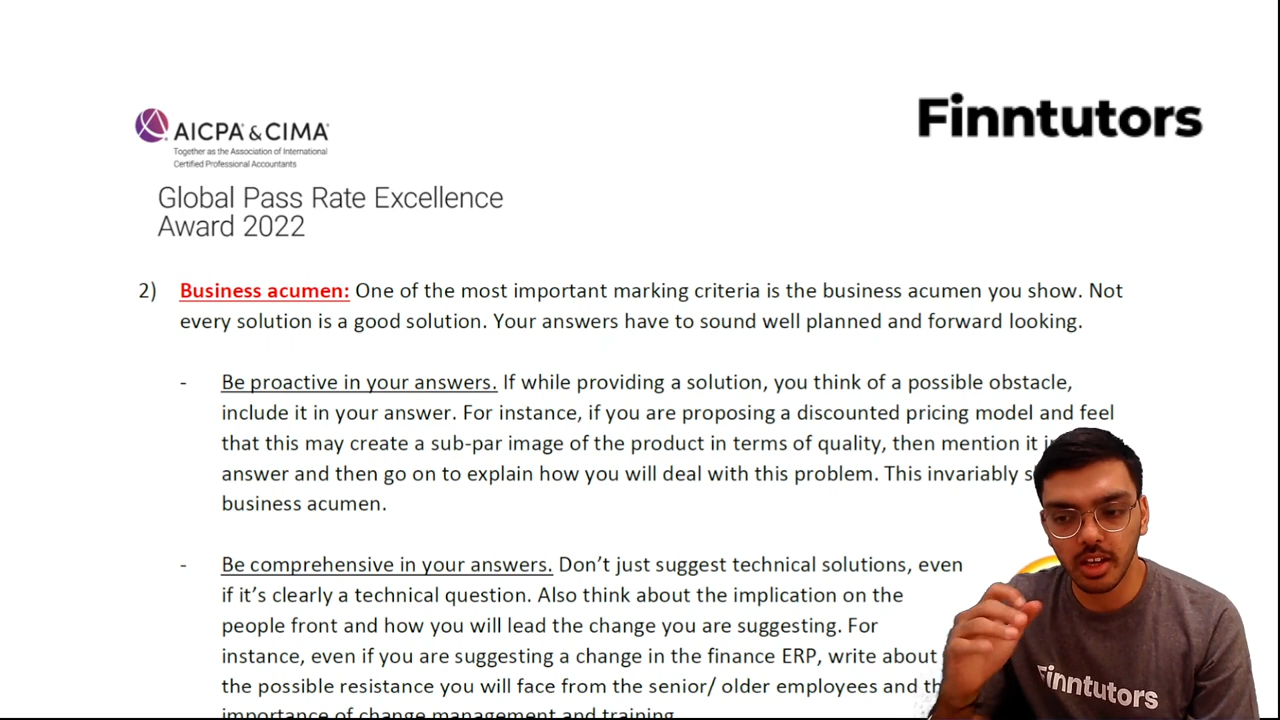 Finntutors
AICPA & CIMA
Together as the Association of International
Certified Professional Accountants
Global Pass Rate Excellence
Award 2022
2) Business acumen: One of the most important marking criteria is the business acumen you show. Not
every solution is a good solution. Your answers have to sound well planned and forward looking.
- Be proactive in your answers. If while providing a solution, you think of a possible obstacle,
include it in your answer. For instance, if you are proposing a discounted pricing model and feel
that this may create a sub-par image of the product in terms of quality, then mention it
answer and then go on to explain how you will deal with this problem. This invariably
business acumen.
- Be comprehensive in your answers. Don't just suggest technical solutions, even
if it's clearly a technical question. Also think about the implication on the
people front and how you will lead the change you are suggesting. For
instance, even if you are suggesting a change in the finance ERP, write about
the possible resistance you will face from the senior/ older employees and
importance of change management and training.
Finntutors